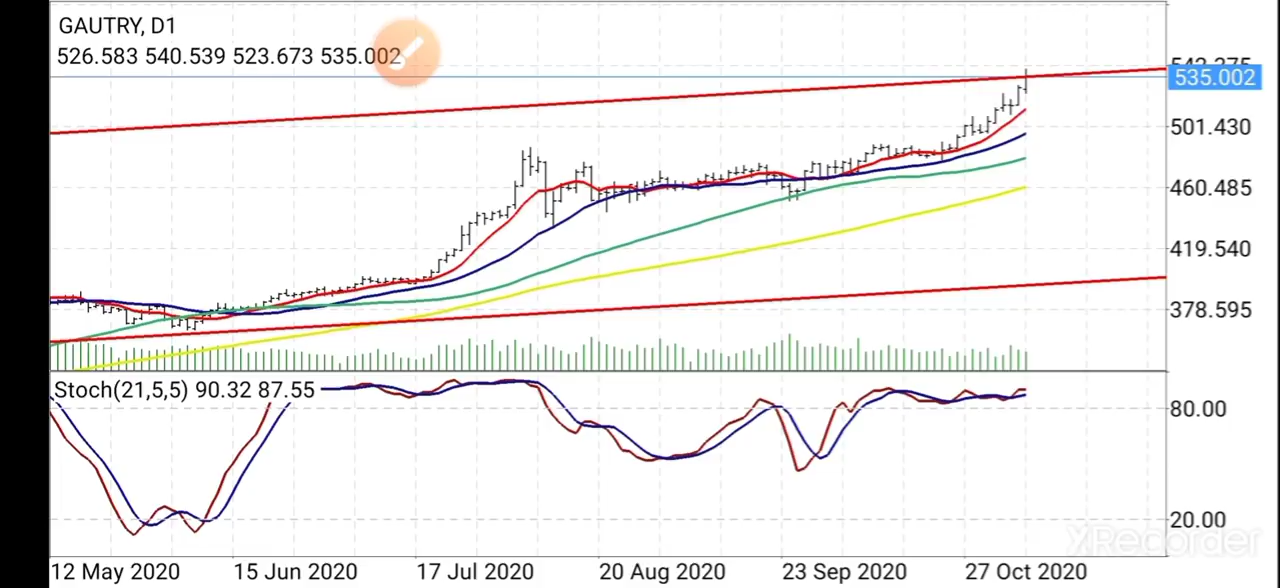 GAUTRY, D1
526.583 540.539 523.673 535.002
542.375
535.002
501.430
460.485
419.540
378.595
Stoch(21,5,5) 90.32 87.55
80.00
20.00
XRecorder
12 May 2020 15 Jun 2020 17 Jul 2020 20 Aug 2020 23 Sep 2020 27 Oct 2020